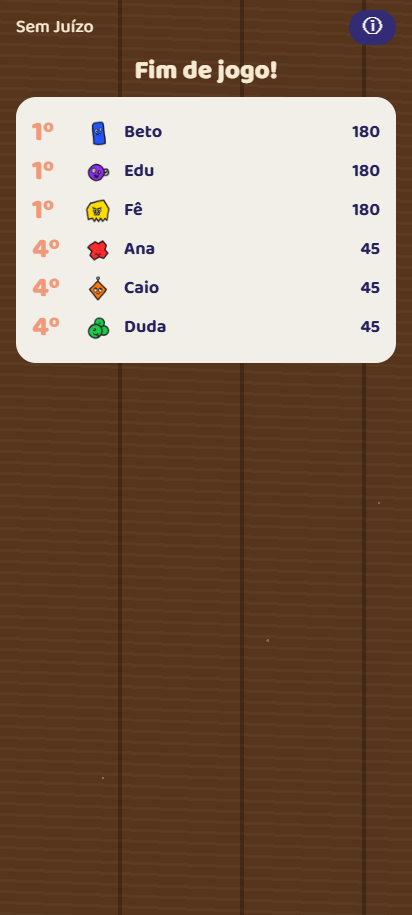 Sem Juízo
Fim de jogo!
1º Beto 180
1º Edu 180
1º Fê 180
4º Ana 45
4º Caio 45
4º Duda 45